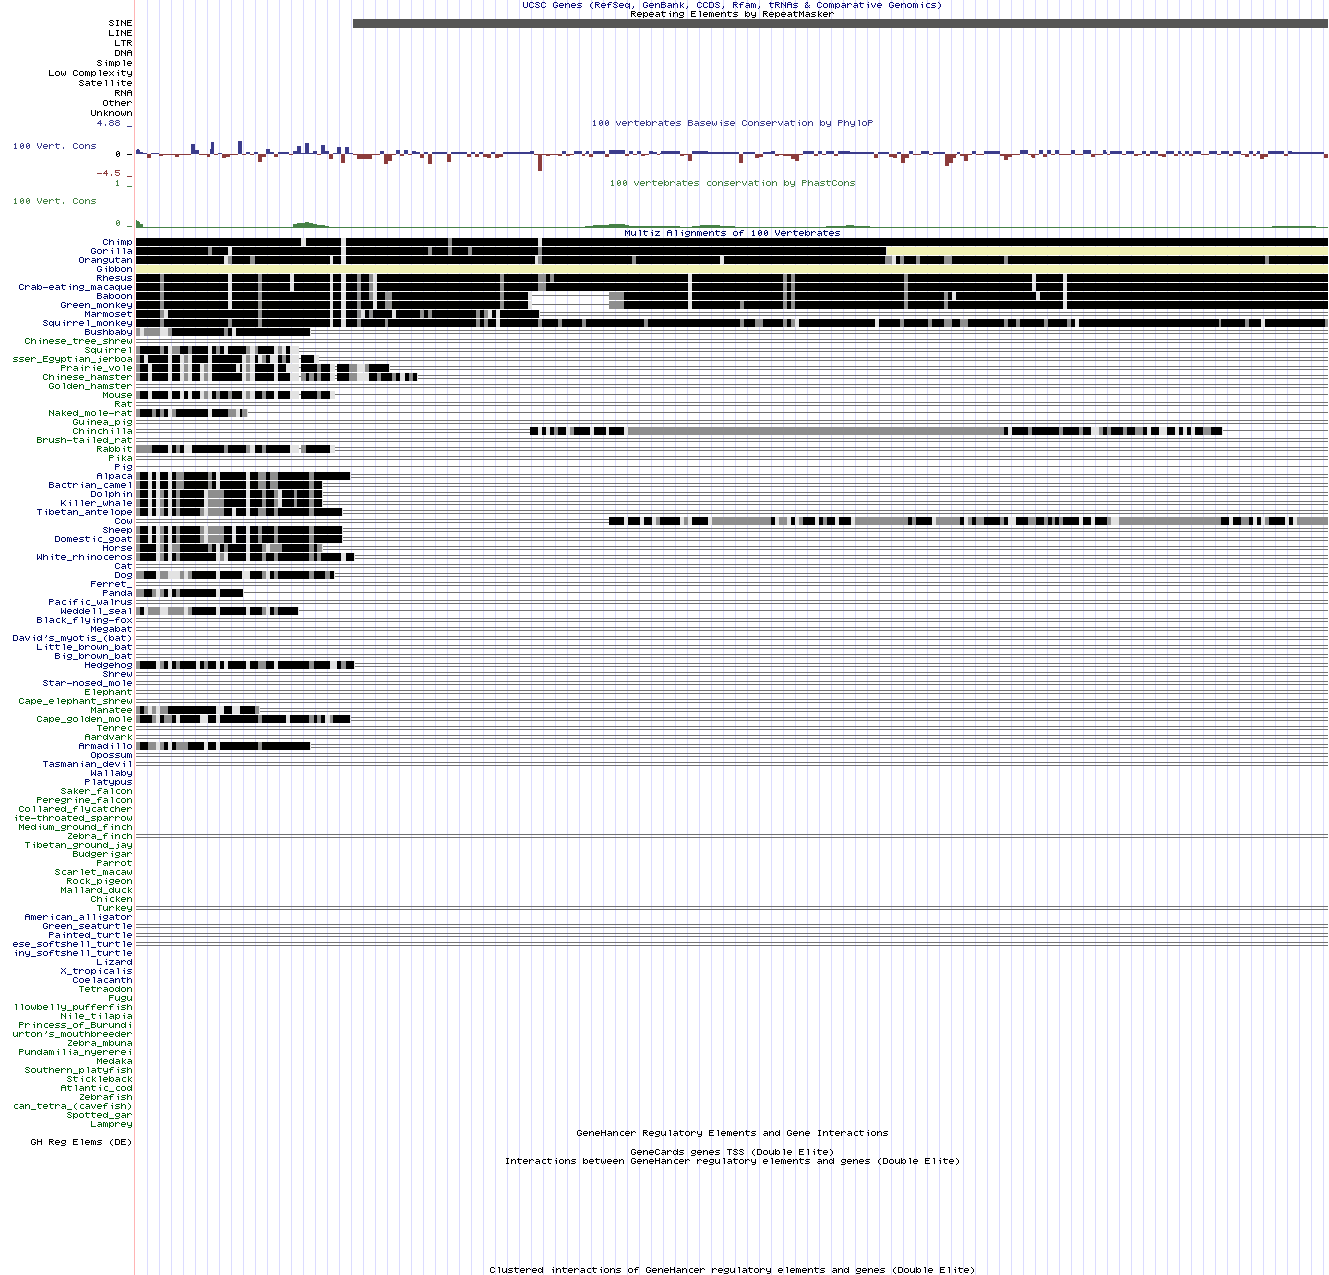 UCSC Genes (RefSeq, GenBank, CCDS, Rfam, tRNAs & Comparative Genomics)
Repeating Elements by RepeatMasker
SINE
LINE
LTR
DNA
Simple
Low Complexity
Satellite
RNA
Other
Unknown
4.88 _
100 vertebrates Basewise Conservation by PhyloP
100 Vert. Cons
0 _
-4.5 _
1 _
100 vertebrates conservation by PhastCons
100 Vert. Cons
0 _
Multiz Alignments of 100 Vertebrates
Chimp
Gorilla
Orangutan
Gibbon
Rhesus
Crab-eating_macaque
Baboon
Green_monkey
Marmoset
Squirrel_monkey
Bushbaby
Chinese_tree_shrew
Squirrel
sser_Egyptian_jerboa
Prairie_vole
Chinese_hamster
Golden_hamster
Mouse
Rat
Naked_mole-rat
Guinea_pig
Chinchilla
Brush-tailed_rat
Rabbit
Pika
Pig
Alpaca
Bactrian_camel
Dolphin
Killer_whale
Tibetan_antelope
Cow
Sheep
Domestic_goat
Horse
White_rhinoceros
Cat
Dog
Ferret_
Panda
Pacific_walrus
Weddell_seal
Black_flying-fox
Megabat
David's_myotis_(bat)
Little_brown_bat
Big_brown_bat
Hedgehog
Shrew
Star-nosed_mole
Elephant
Cape_elephant_shrew
Manatee
Cape_golden_mole
Tenrec
Aardvark
Armadillo
Opossum
Tasmanian_devil
Wallaby
Platypus
Saker_falcon
Peregrine_falcon
Collared_flycatcher
ite-throated_sparrow
Medium_ground_finch
Zebra_finch
Tibetan_ground_jay
Budgerigar
Parrot
Scarlet_macaw
Rock_pigeon
Mallard_duck
Chicken
Turkey
American_alligator
Green_seaturtle
Painted_turtle
ese_softshell_turtle
iny_softshell_turtle
Lizard
X_tropicalis
Coelacanth
Tetraodon
Fugu
llowbelly_pufferfish
Nile_tilapia
Princess_of_Burundi
urton's_mouthbreeder
Zebra_mbuna
Pundamilia_nyererei
Medaka
Southern_platyfish
Stickleback
Atlantic_cod
Zebrafish
can_tetra_(cavefish)
Spotted_gar
Lamprey
GeneHancer Regulatory Elements and Gene Interactions
GH Reg Elems (DE)
GeneCards genes TSS (Double Elite)
Interactions between GeneHancer regulatory elements and genes (Double Elite)
Clustered interactions of GeneHancer regulatory elements and genes (Double Elite)